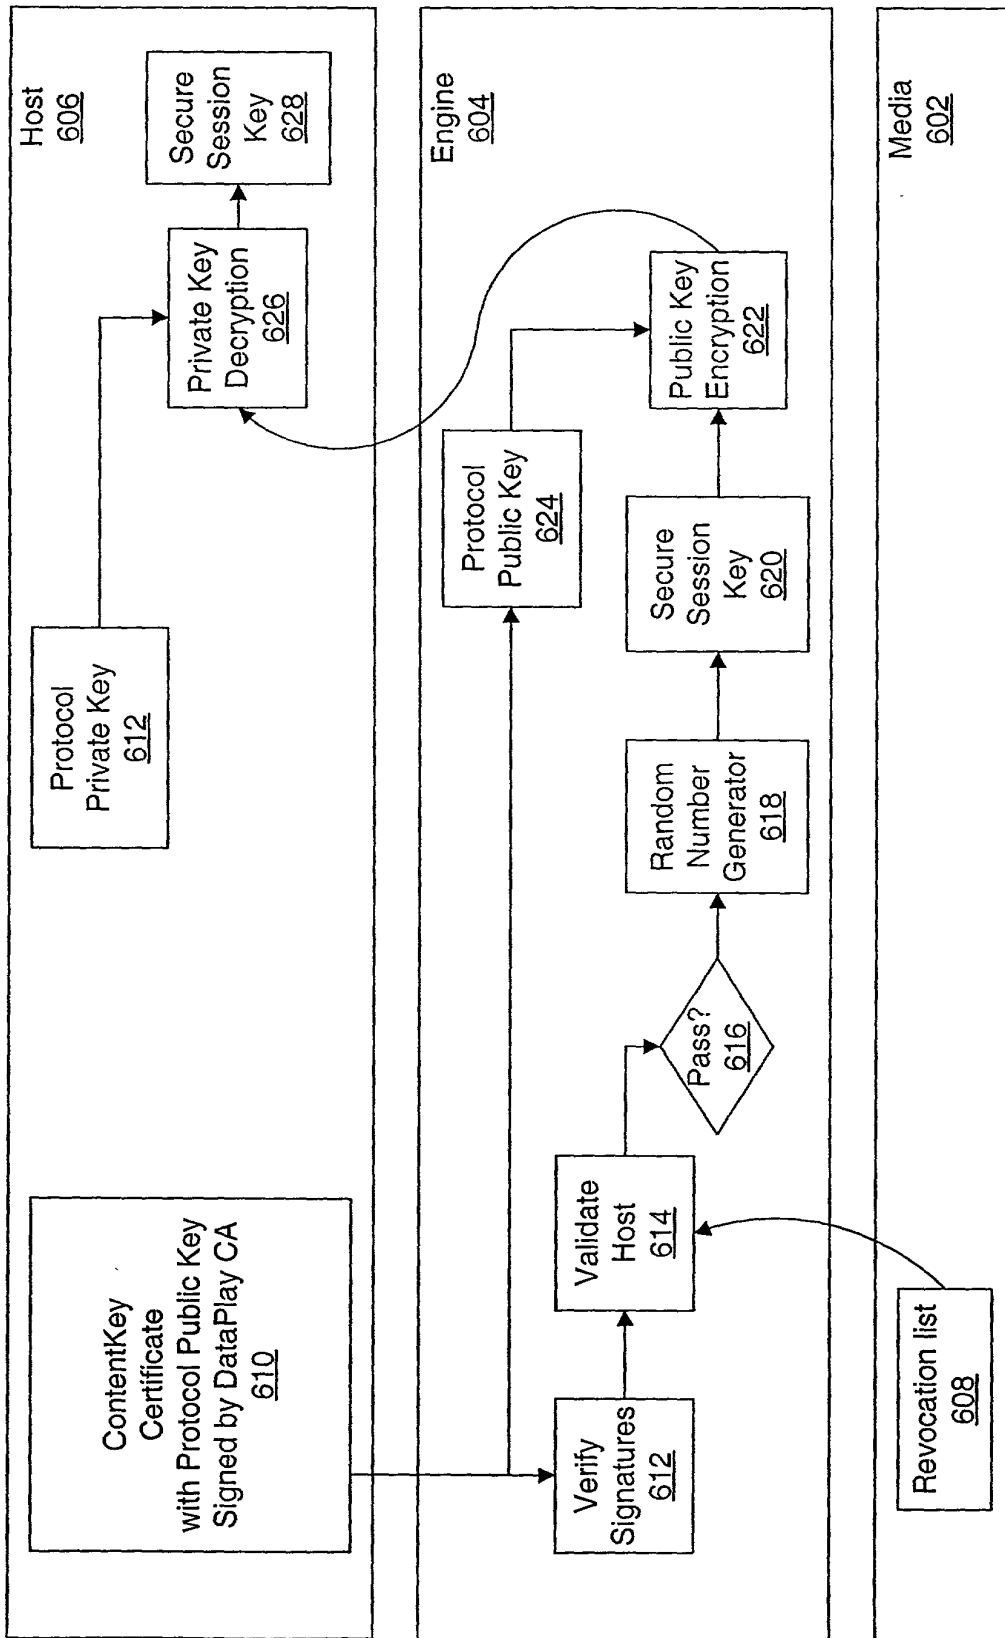 Host
606
ContentKey
Certificate
with Protocol Public Key
Signed by DataPlay CA
610
Protocol
Private Key
612
Private Key
Decryption
626
Secure
Session
Key
628
Engine
604
Protocol
Public Key
624
Verify
Signatures
612
Validate
Host
614
Pass?
616
Random
Number
Generator
618
Secure
Session
Key
620
Public Key
Encryption
622
Media
602
Revocation list
608